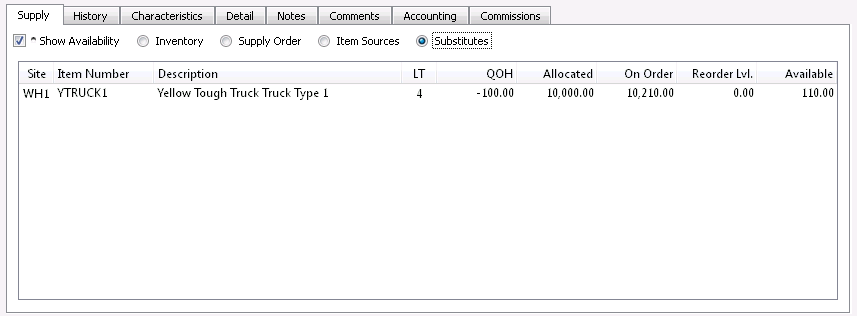 Supply History Characteristics Detail Notes Comments Accounting Commissions
* Show Availability Inventory Supply Order Item Sources Substitutes
Site Item Number Description LT QOH Allocated On Order Reorder Lvl. Available
WH1 YTRUCK1 Yellow Tough Truck Truck Type 1 4 -100.00 10,000.00 10,210.00 0.00 110.00